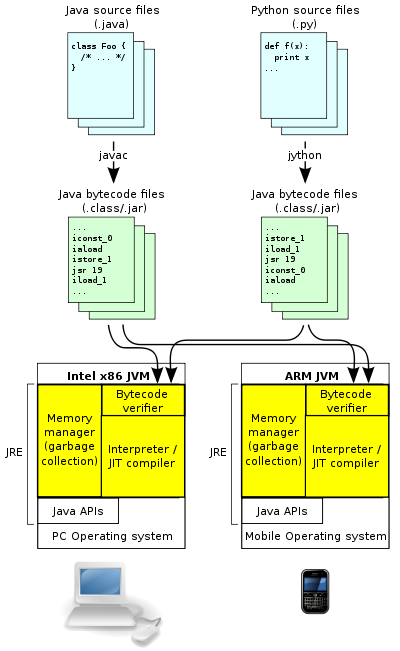 Java source files
(.java)
class Foo {
/* ... */
}
Python source files
(.py)
def f(x):
print x
...
javac
jython
Java bytecode files
(.class/.jar)
...
iconst_0
iaload
istore_1
jsr 19
iload_1
...
Java bytecode files
(.class/.jar)
...
istore_1
iload_1
jsr 19
iconst_0
iaload
...
Intel x86 JVM
Bytecode
verifier
Memory
manager
(garbage
collection)
Interpreter /
JIT compiler
JRE
Java APIs
PC Operating system
ARM JVM
Bytecode
verifier
Memory
manager
(garbage
collection)
Interpreter /
JIT compiler
JRE
Java APIs
Mobile Operating system